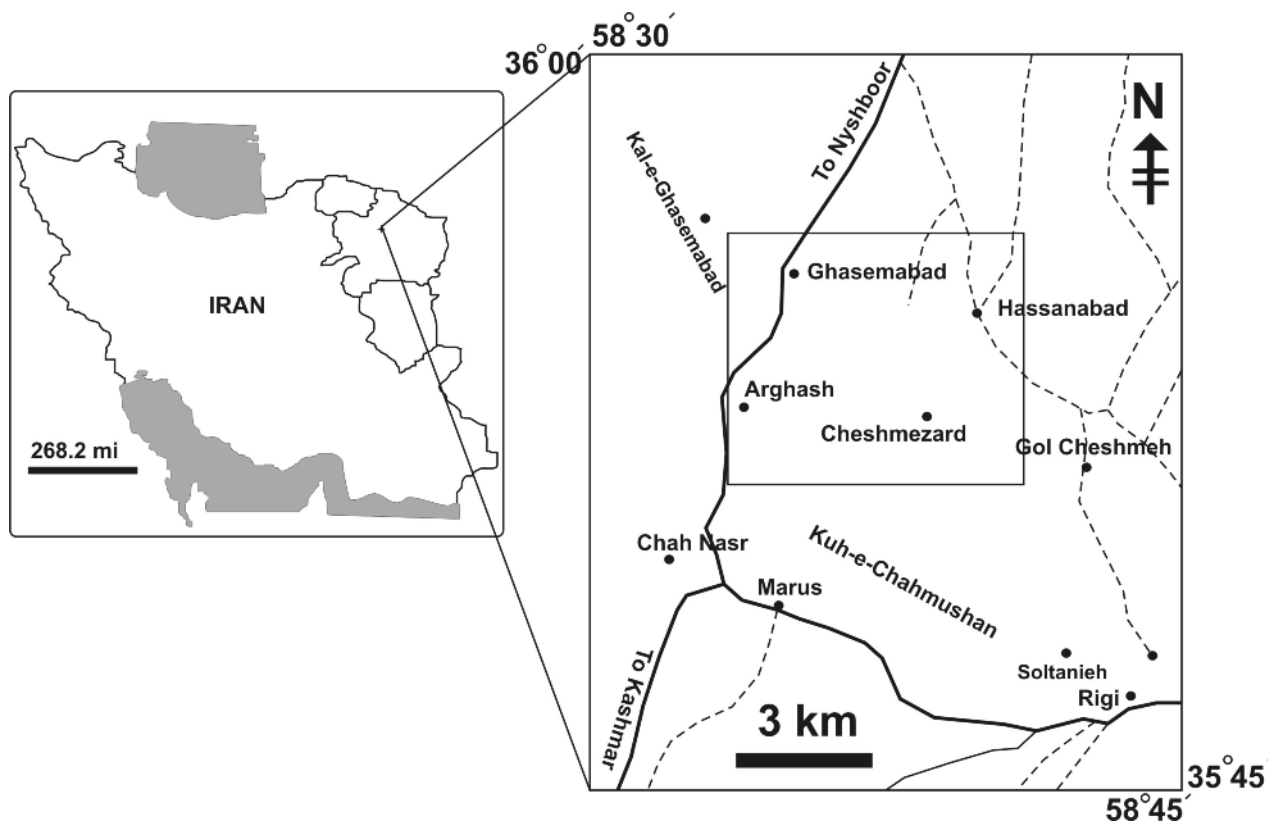 58°30′
36°00′
N
To Nyshboor
Kal-e-Ghasemabad
IRAN
Ghasemabad
Hassanabad
Arghash
Cheshmezard
Gol Cheshmeh
268.2 mi
Chah Nasr
Kuh-e-Chahmushan
Marus
To Kashmar
Soltanieh
Rigi
3 km
35°45′
58°45′